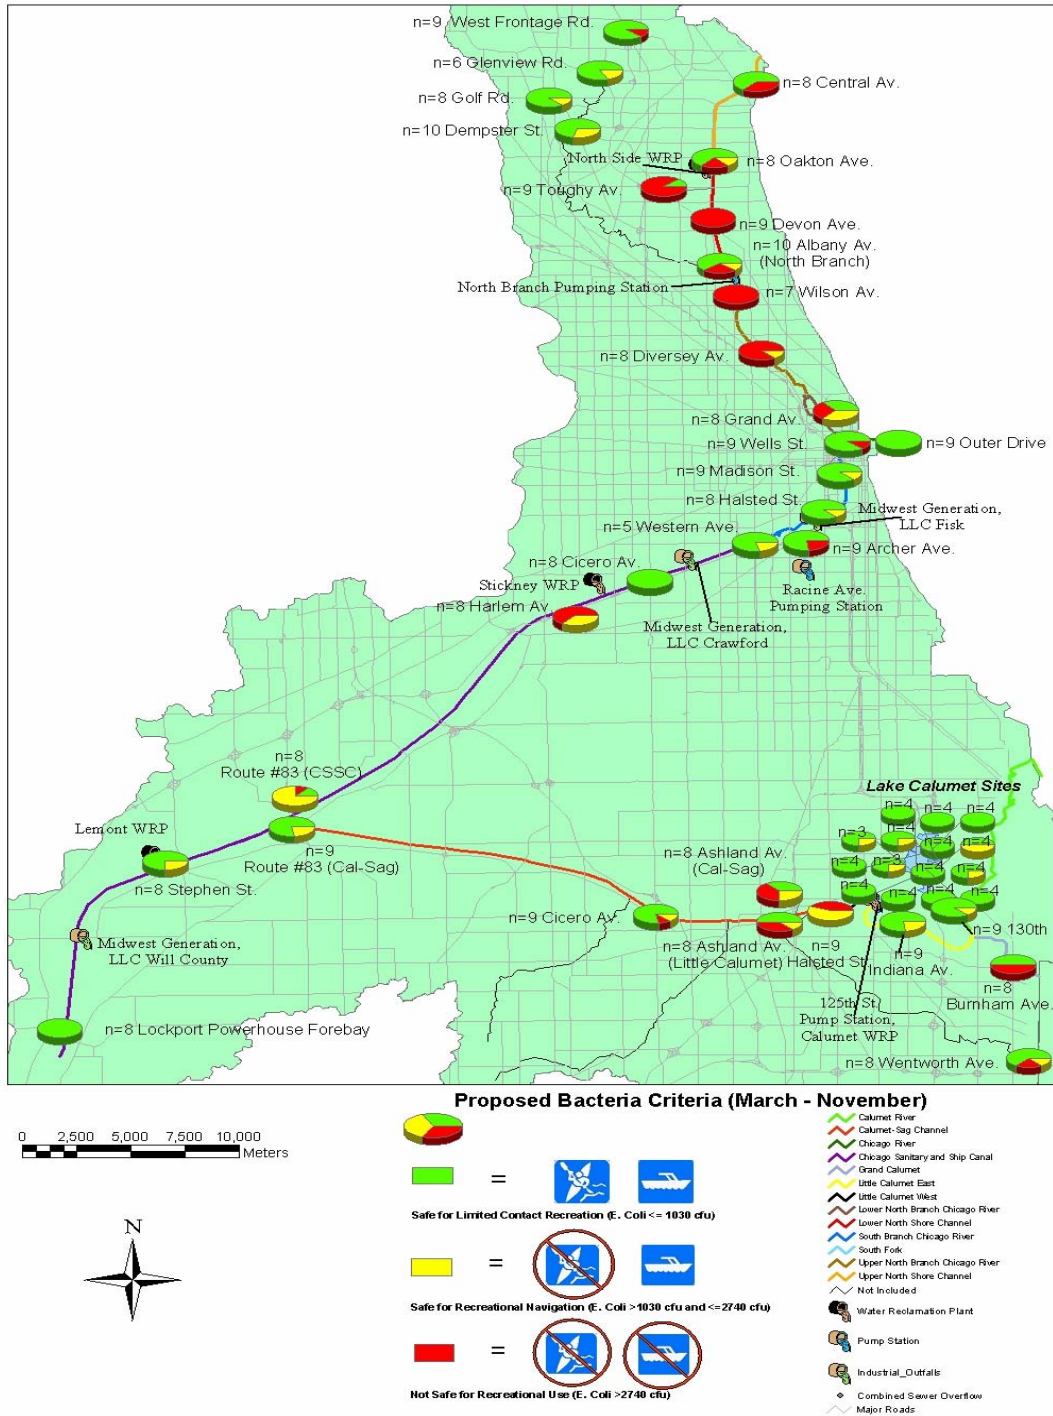 n=9 West Frontage Rd.
n=6 Glenview Rd.
n=8 Golf Rd.
n=8 Central Av.
n=10 Dempster St.
North Side WRP
n=8 Oakton Ave.
n=9 Toughy Av.
n=9 Devon Ave.
n=10 Albany Av.
(North Branch)
North Branch Pumping Station
n=7 Wilson Av.
n=8 Diversey Av.
n=8 Grand Av.
n=9 Wells St.
n=9 Outer Drive
n=9 Madison St.
n=8 Halsted St.
Midwest Generation,
LLC Fisk
n=5 Western Ave.
n=9 Archer Ave.
n=8 Cicero Av.
Stickney WRP
Racine Ave.
Pumping Station
n=8 Harlem Av.
Midwest Generation,
LLC Crawford
n=8
Route #83 (CSSC)
Lake Calumet Sites
n=4
n=4
n=4
n=3
n=4
n=4
n=4
n=4
n=3
n=4
n=4
n=4
n=4
n=4
n=4
Lemont WRP
n=9
Route #83 (Cal-Sag)
n=8 Ashland Av.
(Cal-Sag)
n=8 Stephen St.
n=9 Cicero Av.
n=9 130th
Midwest Generation,
LLC Will County
n=8 Ashland Av.
(Little Calumet)
n=9
Halsted St.
n=9
Indiana Av.
n=8
Burnham Ave.
125th St.
Pump Station,
Calumet WRP
n=8 Lockport Powerhouse Forebay
n=8 Wentworth Ave.
Proposed Bacteria Criteria (March - November)
0 2,500 5,000 7,500 10,000
Meters
N
=
Safe for Limited Contact Recreation (E. Coli <= 1030 cfu)
=
Safe for Recreational Navigation (E. Coli >1030 cfu and <=2740 cfu)
=
Not Safe for Recreational Use (E. Coli >2740 cfu)
Calumet River
Calumet-Sag Channel
Chicago River
Chicago Sanitary and Ship Canal
Grand Calumet
Little Calumet East
Little Calumet West
Lower North Branch Chicago River
Lower North Shore Channel
South Branch Chicago River
South Fork
Upper North Branch Chicago River
Upper North Shore Channel
Not Included
Water Reclamation Plant
Pump Station
Industrial_Outfalls
Combined Sewer Overflow
Major Roads